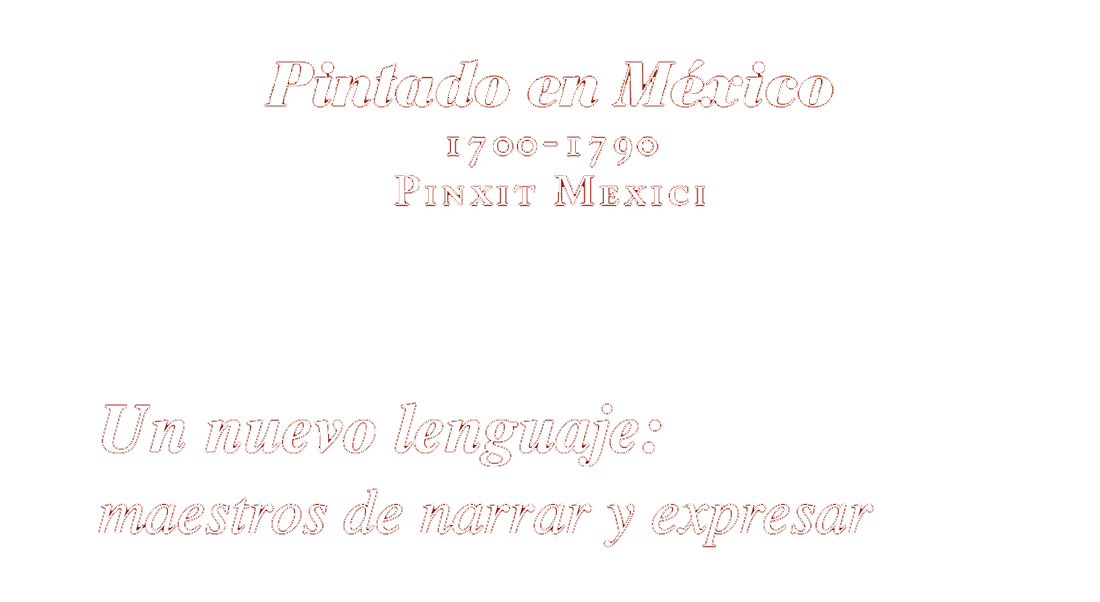 Pintado en México
1700-1790
Pinxit Mexici
Un nuevo lenguaje:
maestros de narrar y expresar